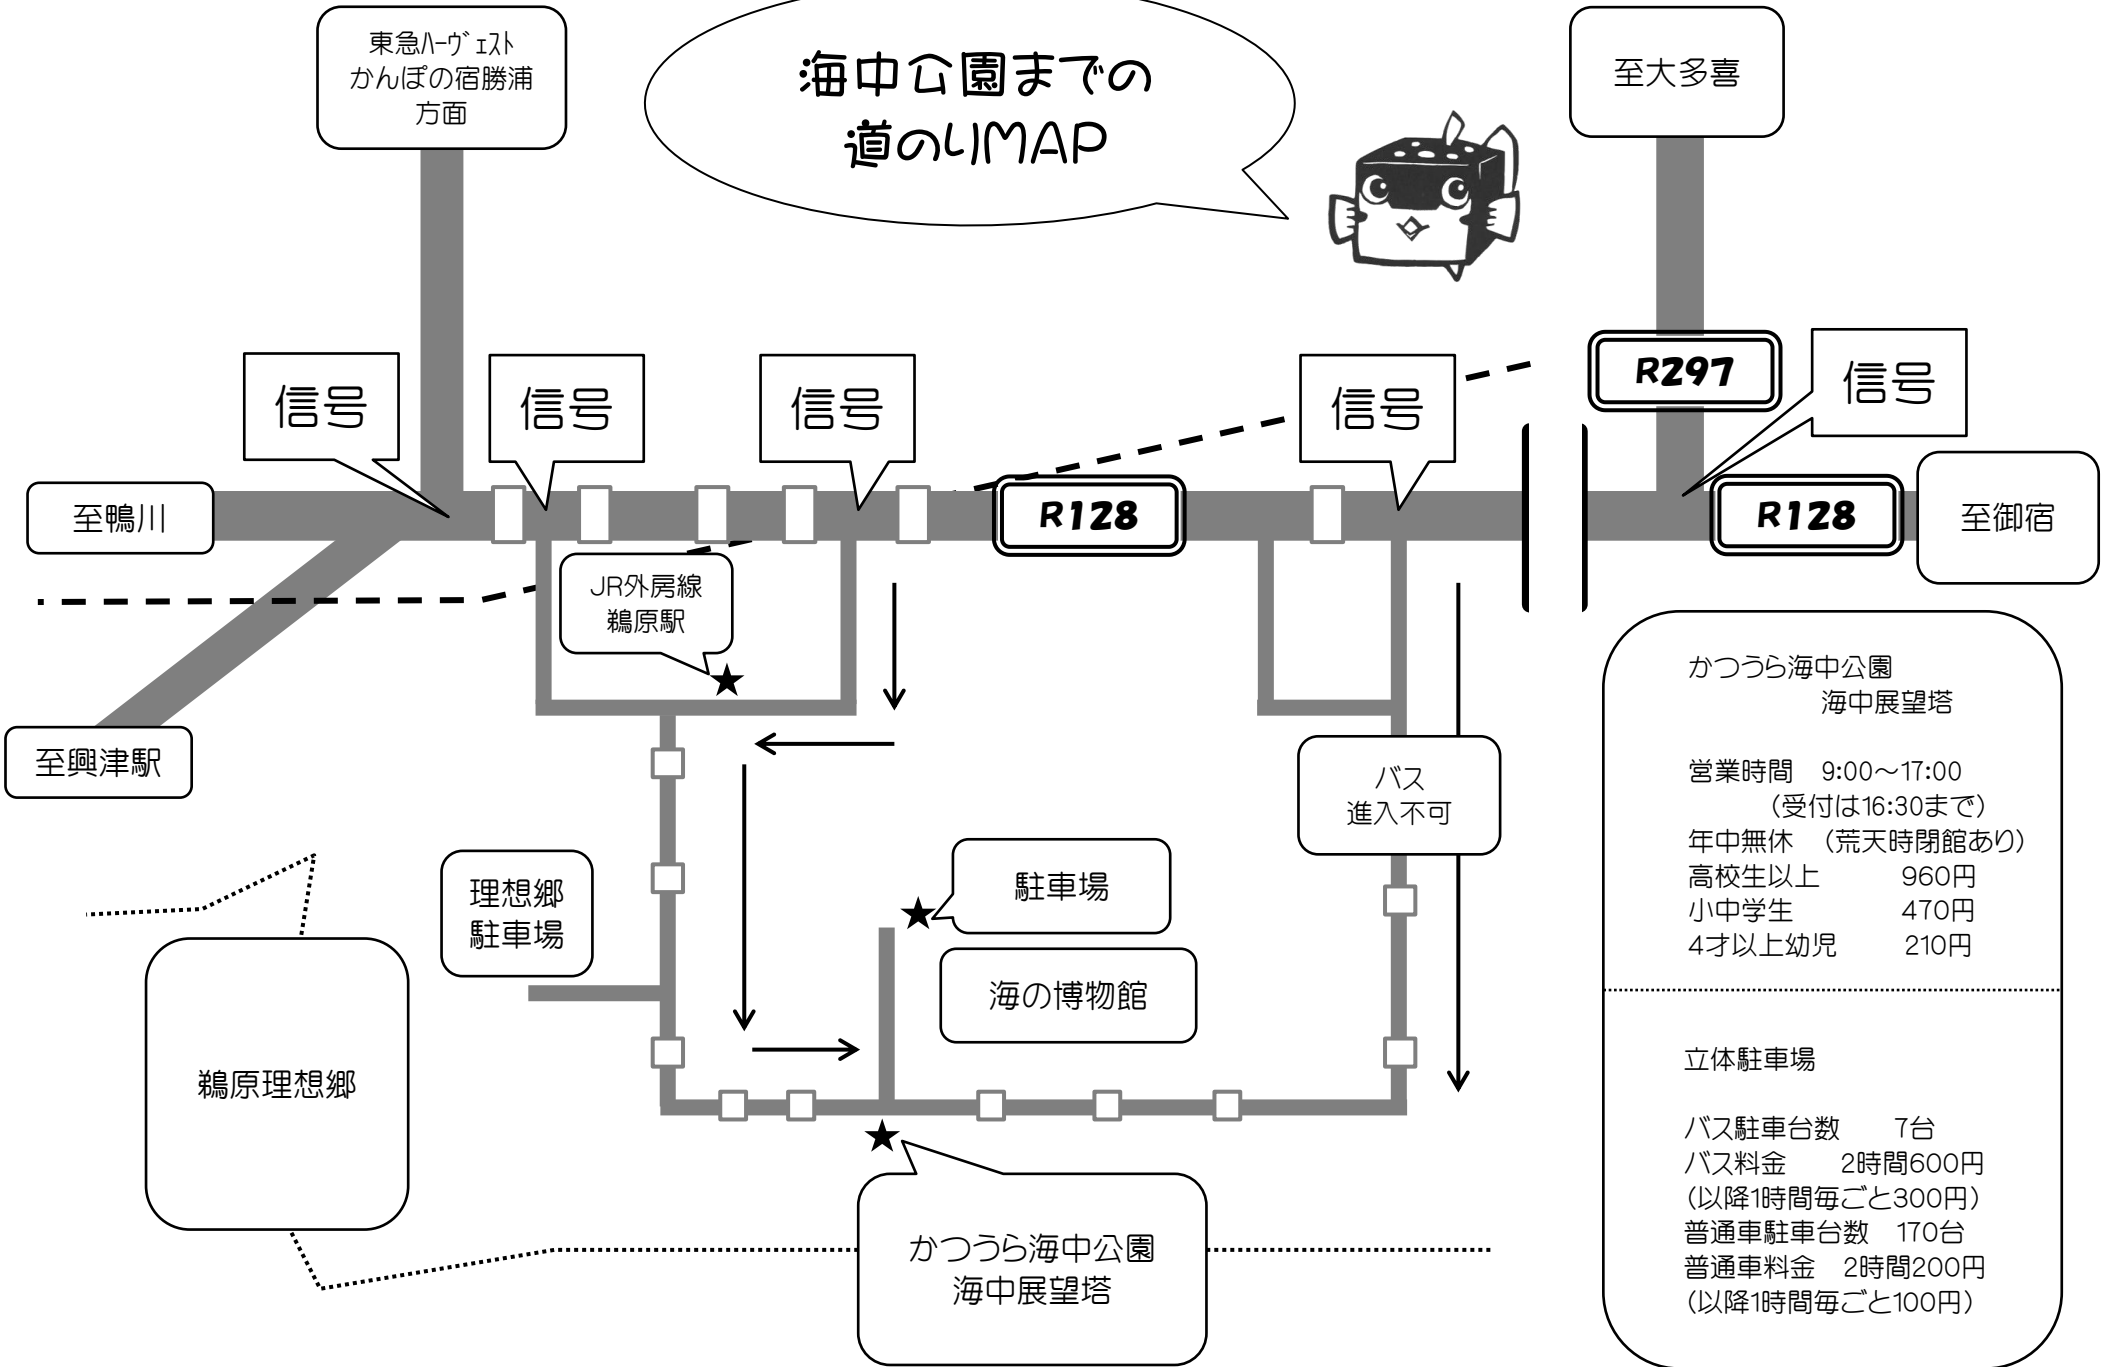 東急ハーヴェスト
かんぽの宿勝浦
方面
海中公園までの
道のりMAP
至大多喜
R297
信号
信号
信号
信号
信号
至鴨川
R128
R128
至御宿
JR外房線
鵜原駅
至興津駅
バス
進入不可
理想郷
駐車場
駐車場
海の博物館
鵜原理想郷
かつうら海中公園
海中展望塔
かつうら海中公園
海中展望塔
営業時間 9:00～17:00
(受付は16:30まで)
年中無休 (荒天時閉館あり)
高校生以上 960円
小中学生 470円
4才以上幼児 210円
立体駐車場
バス駐車台数 7台
バス料金 2時間600円
(以降1時間毎ごと300円)
普通車駐車台数 170台
普通車料金 2時間200円
(以降1時間毎ごと100円)